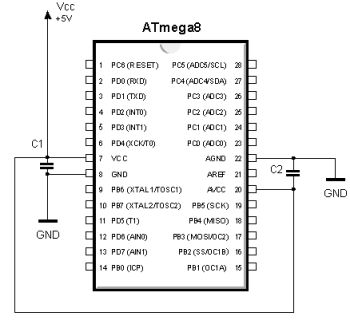 Vcc
+5V
ATmega8
1 PC6 (RESET) PC5 (ADC5/SCL) 28
2 PD0 (RXD) PC4 (ADC4/SDA) 27
3 PD1 (TXD) PC3 (ADC3) 26
4 PD2 (INT0) PC2 (ADC2) 25
5 PD3 (INT1) PC1 (ADC1) 24
6 PD4 (XCK/T0) PC0 (ADC0) 23
7 VCC AGND 22
8 GND AREF 21
9 PB6 (XTAL1/TOSC1) AVCC 20
10 PB7 (XTAL2/TOSC2) PB5 (SCK) 19
11 PD5 (T1) PB4 (MISO) 18
12 PD6 (AIN0) PB3 (MOSI/OC2) 17
13 PD7 (AIN1) PB2 (SS/OC1B) 16
14 PB0 (ICP) PB1 (OC1A) 15
C1
C2
GND
GND